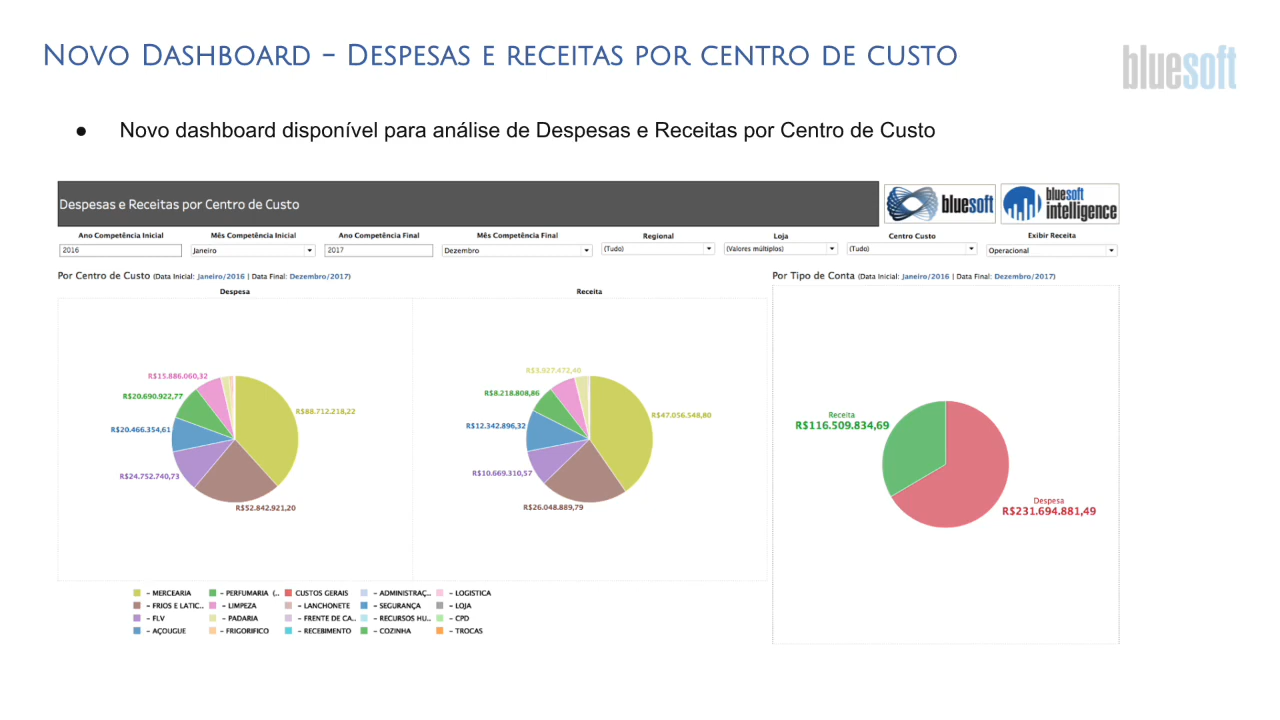 Novo Dashboard - Despesas e receitas por centro de custo
bluesoft
● Novo dashboard disponível para análise de Despesas e Receitas por Centro de Custo
Despesas e Receitas por Centro de Custo
bluesoft
bluesoft intelligence
Ano Competência Inicial
Mês Competência Inicial
Ano Competência Final
Mês Competência Final
Regional
Loja
Centro Custo
Exibir Receita
2016
Janeiro
2017
Dezembro
(Tudo)
(Valores múltiplos)
(Tudo)
Operacional
Por Centro de Custo (Data Inicial: Janeiro/2016 | Data Final: Dezembro/2017)
Despesa
Receita
R$15.886.060,32
R$20.690.922,77
R$88.712.218,22
R$20.466.354,61
R$24.752.740,73
R$52.842.921,20
R$3.927.472,40
R$8.218.808,86
R$47.056.548,80
R$12.342.896,32
R$10.669.310,57
R$26.048.889,79
Por Tipo de Conta (Data Inicial: Janeiro/2016 | Data Final: Dezembro/2017)
Receita
R$116.509.834,69
Despesa
R$231.694.881,49
- MERCEARIA
- PERFUMARIA (..
CUSTOS GERAIS
- ADMINISTRAÇ..
- LOGISTICA
- FRIOS E LATIC..
- LIMPEZA
- LANCHONETE
- SEGURANÇA
- LOJA
- FLV
- PADARIA
- FRENTE DE CA..
- RECURSOS HU..
- CPD
- AÇOUGUE
- FRIGORIFICO
- RECEBIMENTO
- COZINHA
- TROCAS